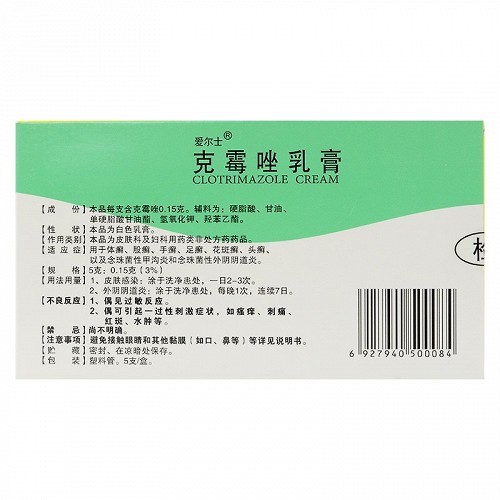 爱尔士®
克霉唑乳膏
CLOTRIMAZOLE CREAM
【成份】本品每支含克霉唑0.15克。辅料为：硬脂酸、甘油、
单硬脂酸甘油酯、氢氧化钾、羟苯乙酯。
【性状】本品为白色乳膏。
【作用类别】本品为皮肤科及妇科用药类非处方药药品。
【适应症】用于体癣、股癣、手癣、足癣、花斑癣、头癣、
以及念珠菌性甲沟炎和念珠菌性外阴阴道炎。
【规格】5克：0.15克（3%）
【用法用量】1、皮肤感染：涂于洗净患处，一日2-3次。
2、外阴阴道炎：涂于洗净患处，每晚1次，连续7日。
【不良反应】1、偶见过敏反应。
2、偶可引起一过性刺激症状，如瘙痒、刺痛、
红斑、水肿等。
【禁忌】尚不明确。
【注意事项】避免接触眼睛和其他黏膜（如口、鼻等）等详见说明书。
【贮藏】密封、在凉暗处保存。
【包装】塑料管。5支/盒。
6 927940 500084